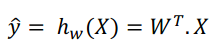 ŷ = h_w(X) = W^T.X